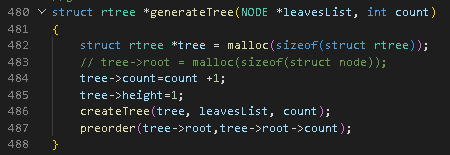 480 struct rtree *generateTree(NODE *leavesList, int count)
481 {
482 struct rtree *tree = malloc(sizeof(struct rtree));
483 // tree->root = malloc(sizeof(struct node));
484 tree->count=count +1;
485 tree->height=1;
486 createTree(tree, leavesList, count);
487 preorder(tree->root,tree->root->count);
488 }